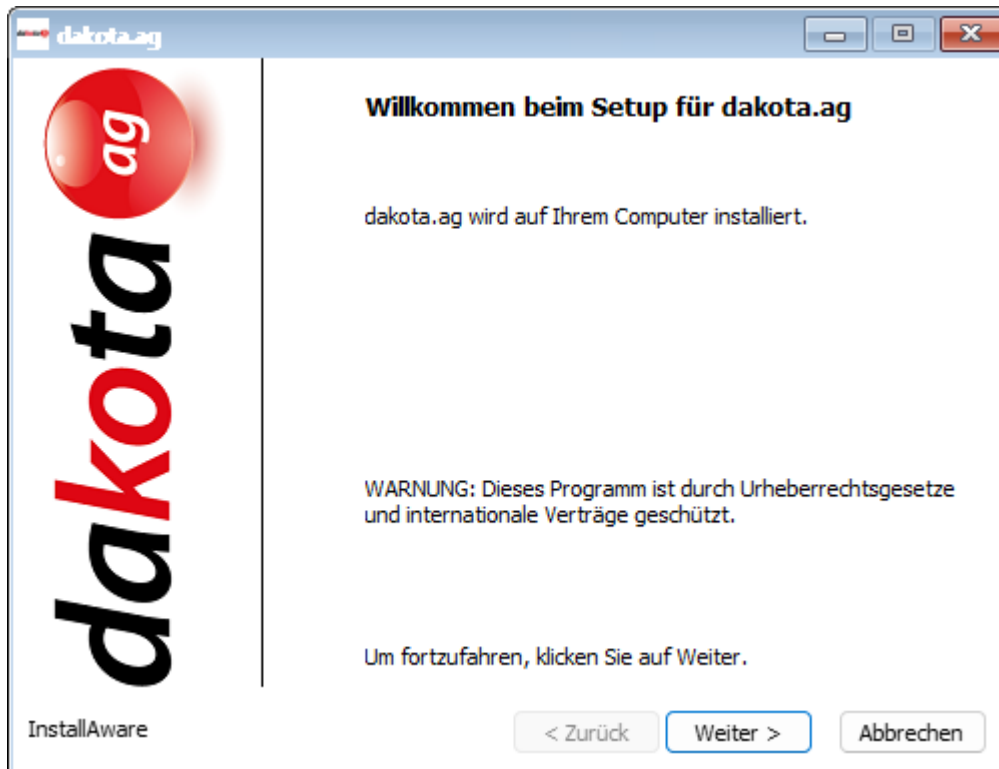 dakota.ag
dakota ag
Willkommen beim Setup für dakota.ag
dakota.ag wird auf Ihrem Computer installiert.
WARNUNG: Dieses Programm ist durch Urheberrechtsgesetze
und internationale Verträge geschützt.
Um fortzufahren, klicken Sie auf Weiter.
InstallAware
< Zurück
Weiter >
Abbrechen